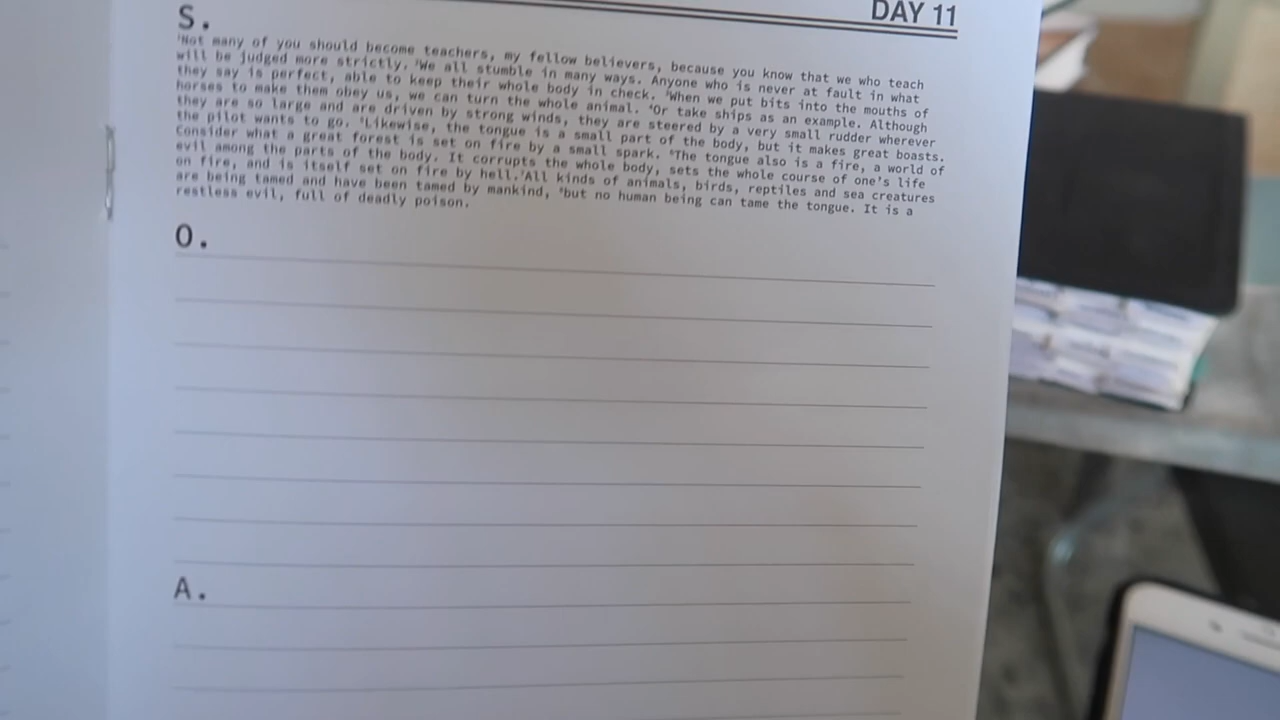 DAY 11
S.
¹Not many of you should become teachers, my fellow believers, because you know that we who teach
will be judged more strictly. ²We all stumble in many ways. Anyone who is never at fault in what
they say is perfect, able to keep their whole body in check. ³When we put bits into the mouths of
horses to make them obey us, we can turn the whole animal. ⁴Or take ships as an example. Although
they are so large and are driven by strong winds, they are steered by a very small rudder wherever
the pilot wants to go. ⁵Likewise, the tongue is a small part of the body, but it makes great boasts.
Consider what a great forest is set on fire by a small spark. ⁶The tongue also is a fire, a world of
evil among the parts of the body. It corrupts the whole body, sets the whole course of one's life
on fire, and is itself set on fire by hell.⁷All kinds of animals, birds, reptiles and sea creatures
are being tamed and have been tamed by mankind, ⁸but no human being can tame the tongue. It is a
restless evil, full of deadly poison.
O.
A.